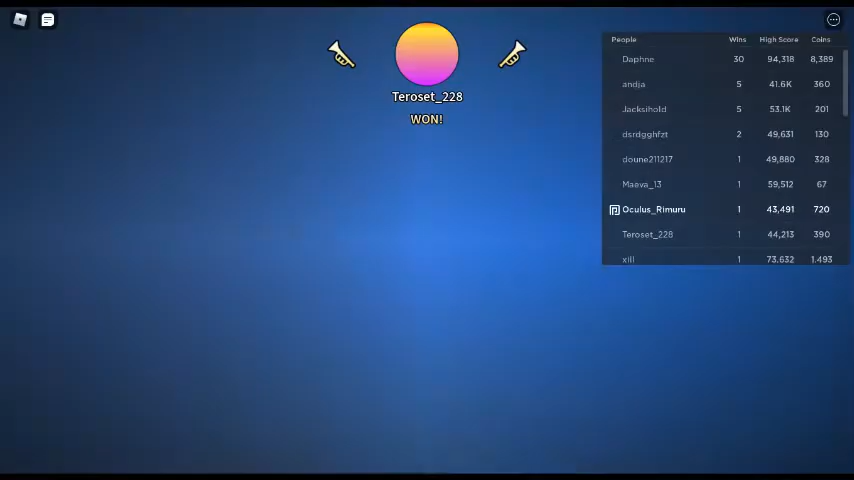 Teroset_228
WON!
People Wins High Score Coins
Daphne 30 94,318 8,389
andja 5 41.6K 360
Jacksihold 5 53.1K 201
dsrdgghfzt 2 49,631 130
doune211217 1 49,880 328
Maeva_13 1 59,512 67
Oculus_Rimuru 1 43,491 720
Teroset_228 1 44,213 390
xill 1 73,632 1,493